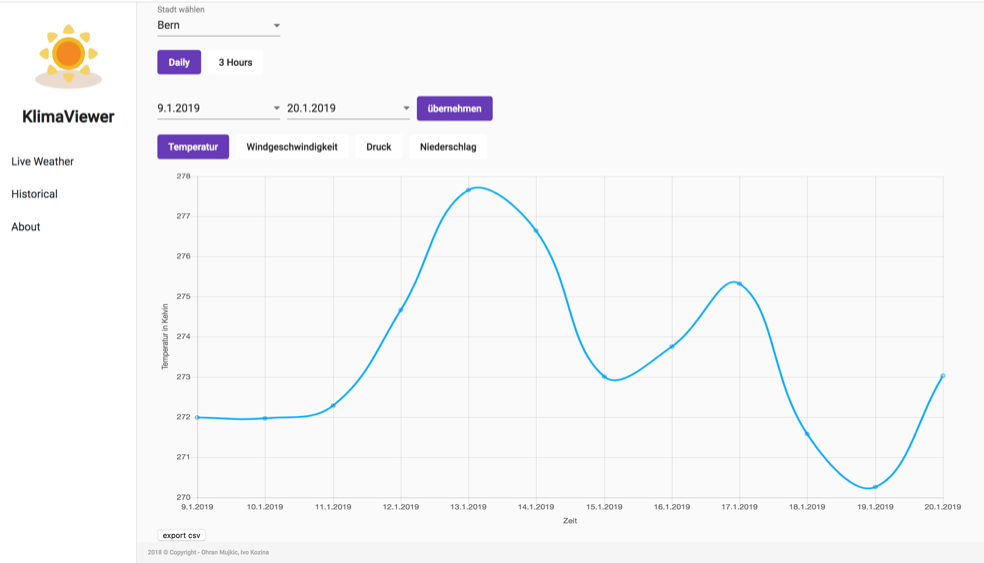 Stadt wählen
Bern
Daily 3 Hours
KlimaViewer
9.1.2019 20.1.2019 übernehmen
Temperatur Windgeschwindigkeit Druck Niederschlag
Live Weather
Historical
About
278
277
276
275
274
273
272
271
270
Temperatur in Kelvin
9.1.2019 10.1.2019 11.1.2019 12.1.2019 13.1.2019 14.1.2019 15.1.2019 16.1.2019 17.1.2019 18.1.2019 19.1.2019 20.1.2019
Zeit
export csv
2018 © Copyright - Ohran Mujkic, Ivo Kozina